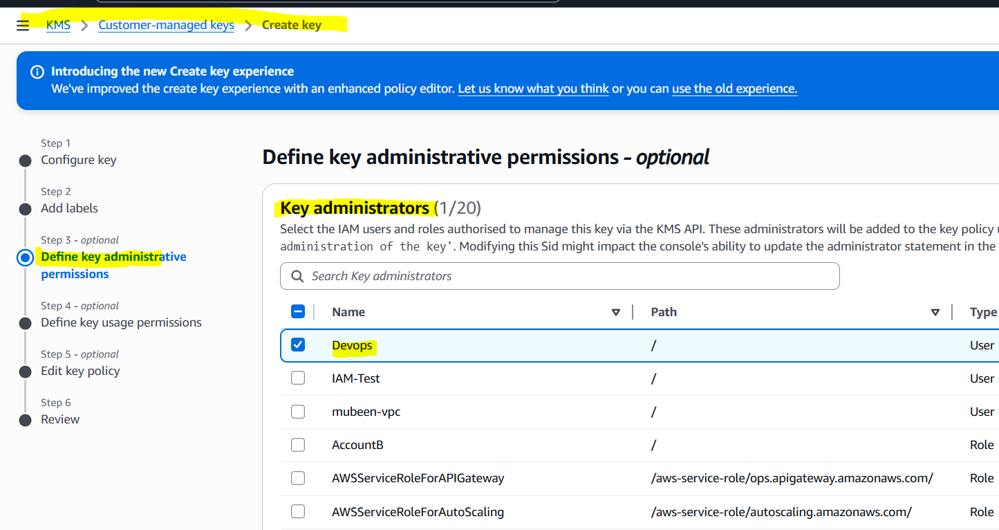 KMS > Customer-managed keys > Create key
Introducing the new Create key experience
We've improved the create key experience with an enhanced policy editor. Let us know what you think or you can use the old experience.
Step 1
Configure key
Step 2
Add labels
Step 3 - optional
Define key administrative
permissions
Step 4 - optional
Define key usage permissions
Step 5 - optional
Edit key policy
Step 6
Review
Define key administrative permissions - optional
Key administrators (1/20)
Select the IAM users and roles authorised to manage this key via the KMS API. These administrators will be added to the key policy
administration of the key'. Modifying this Sid might impact the console's ability to update the administrator statement in the
Search Key administrators
Name Path Type
Devops / User
IAM-Test / User
mubeen-vpc / User
AccountB / Role
AWSServiceRoleForAPIGateway /aws-service-role/ops.apigateway.amazonaws.com/ Role
AWSServiceRoleForAutoScaling /aws-service-role/autoscaling.amazonaws.com/ Role